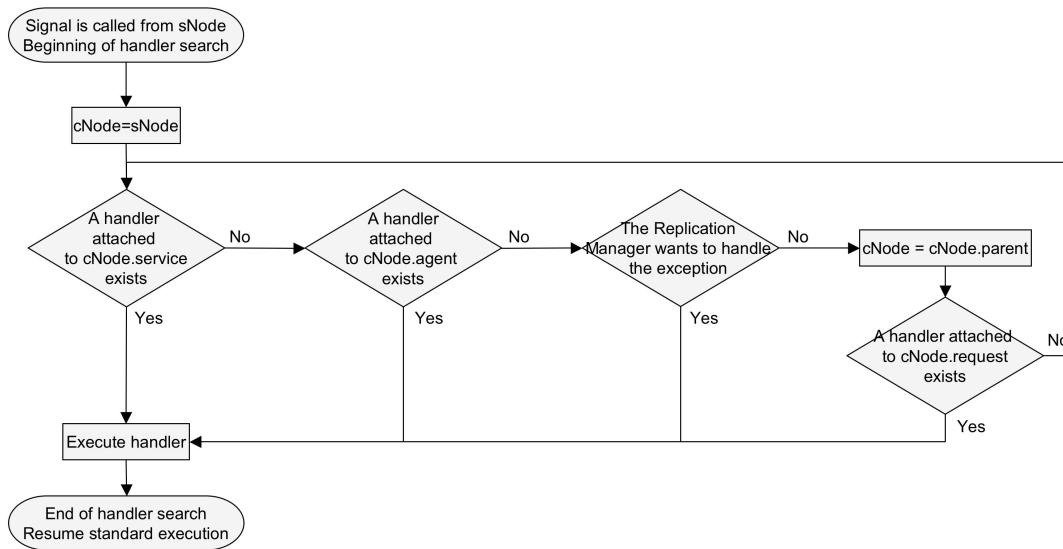 Signal is called from sNode
Beginning of handler search
cNode=sNode
A handler
attached
to cNode.service
exists
No
Yes
A handler
attached
to cNode.agent
exists
No
Yes
The Replication
Manager wants to handle
the exception
No
Yes
cNode = cNode.parent
A handler attached
to cNode.request
exists
No
Yes
Execute handler
End of handler search
Resume standard execution